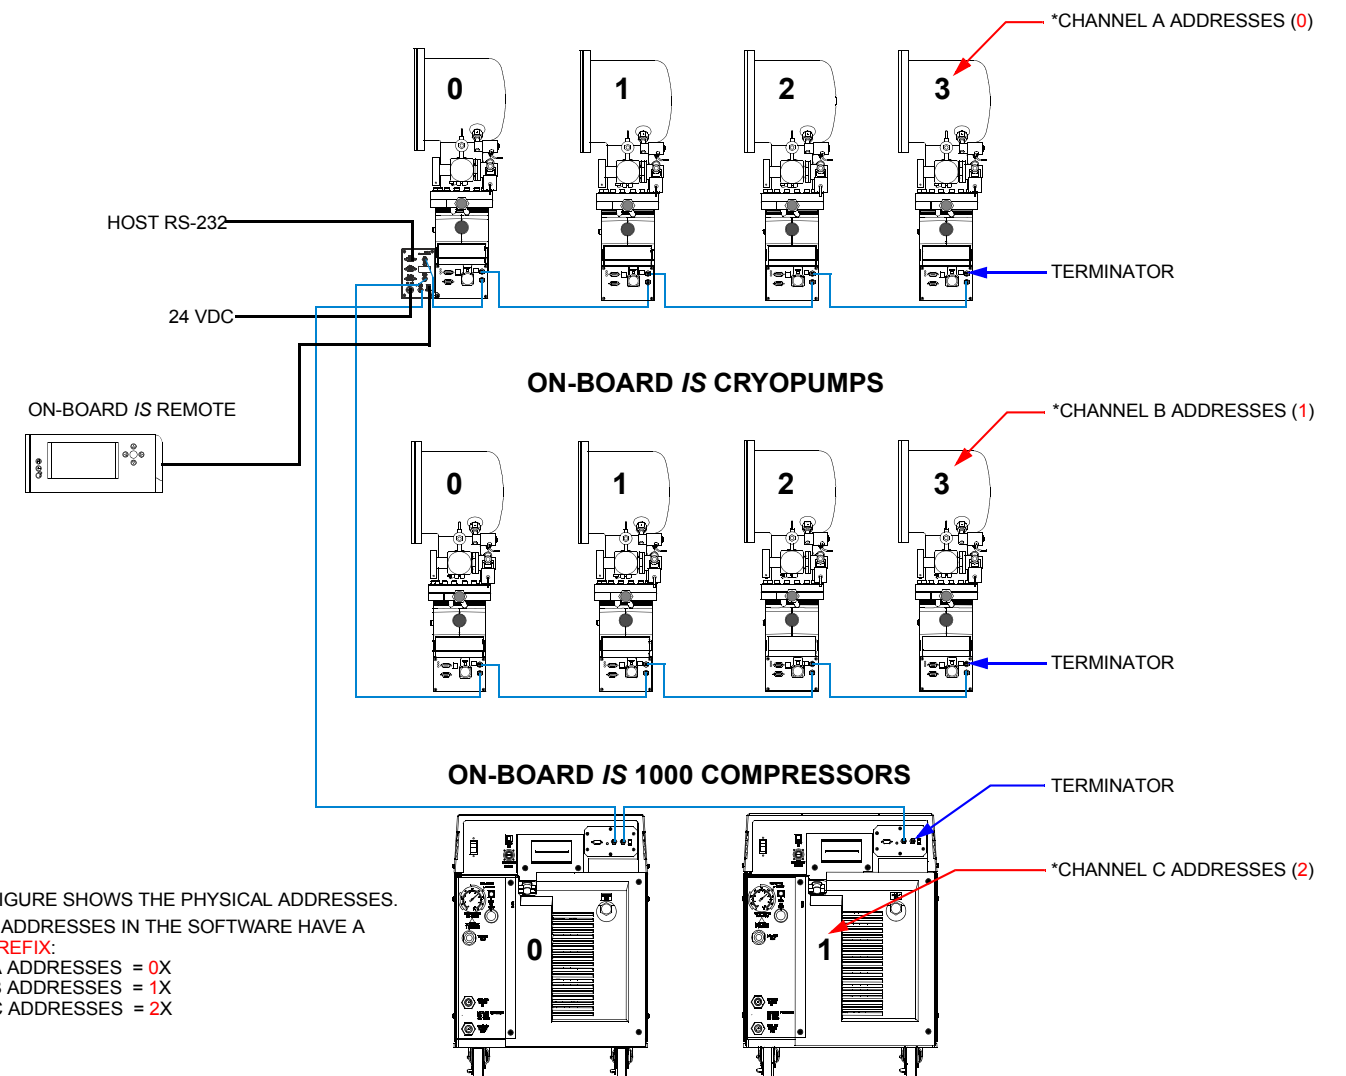 *CHANNEL A ADDRESSES (0)
0
1
2
3
HOST RS-232
TERMINATOR
24 VDC
ON-BOARD IS CRYOPUMPS
ON-BOARD IS REMOTE
*CHANNEL B ADDRESSES (1)
0
1
2
3
TERMINATOR
ON-BOARD IS 1000 COMPRESSORS
TERMINATOR
*CHANNEL C ADDRESSES (2)
IGURE SHOWS THE PHYSICAL ADDRESSES.
ADDRESSES IN THE SOFTWARE HAVE A
REFIX:
A ADDRESSES = 0X
B ADDRESSES = 1X
C ADDRESSES = 2X
0
1